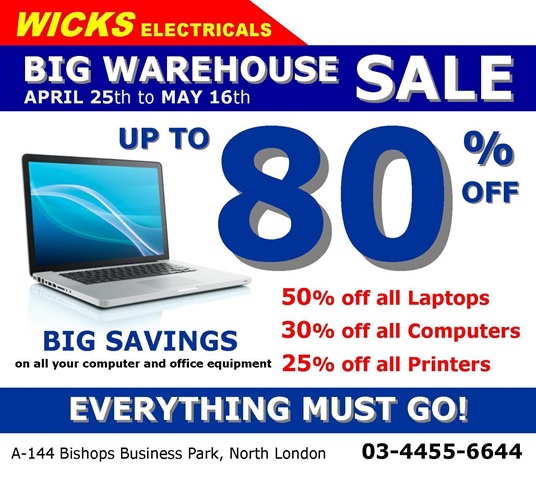 WICKS ELECTRICALS
BIG WAREHOUSE SALE
APRIL 25th to MAY 16th
UP TO 80% OFF
50% off all Laptops
30% off all Computers
25% off all Printers
BIG SAVINGS
on all your computer and office equipment
EVERYTHING MUST GO!
A-144 Bishops Business Park, North London 03-4455-6644